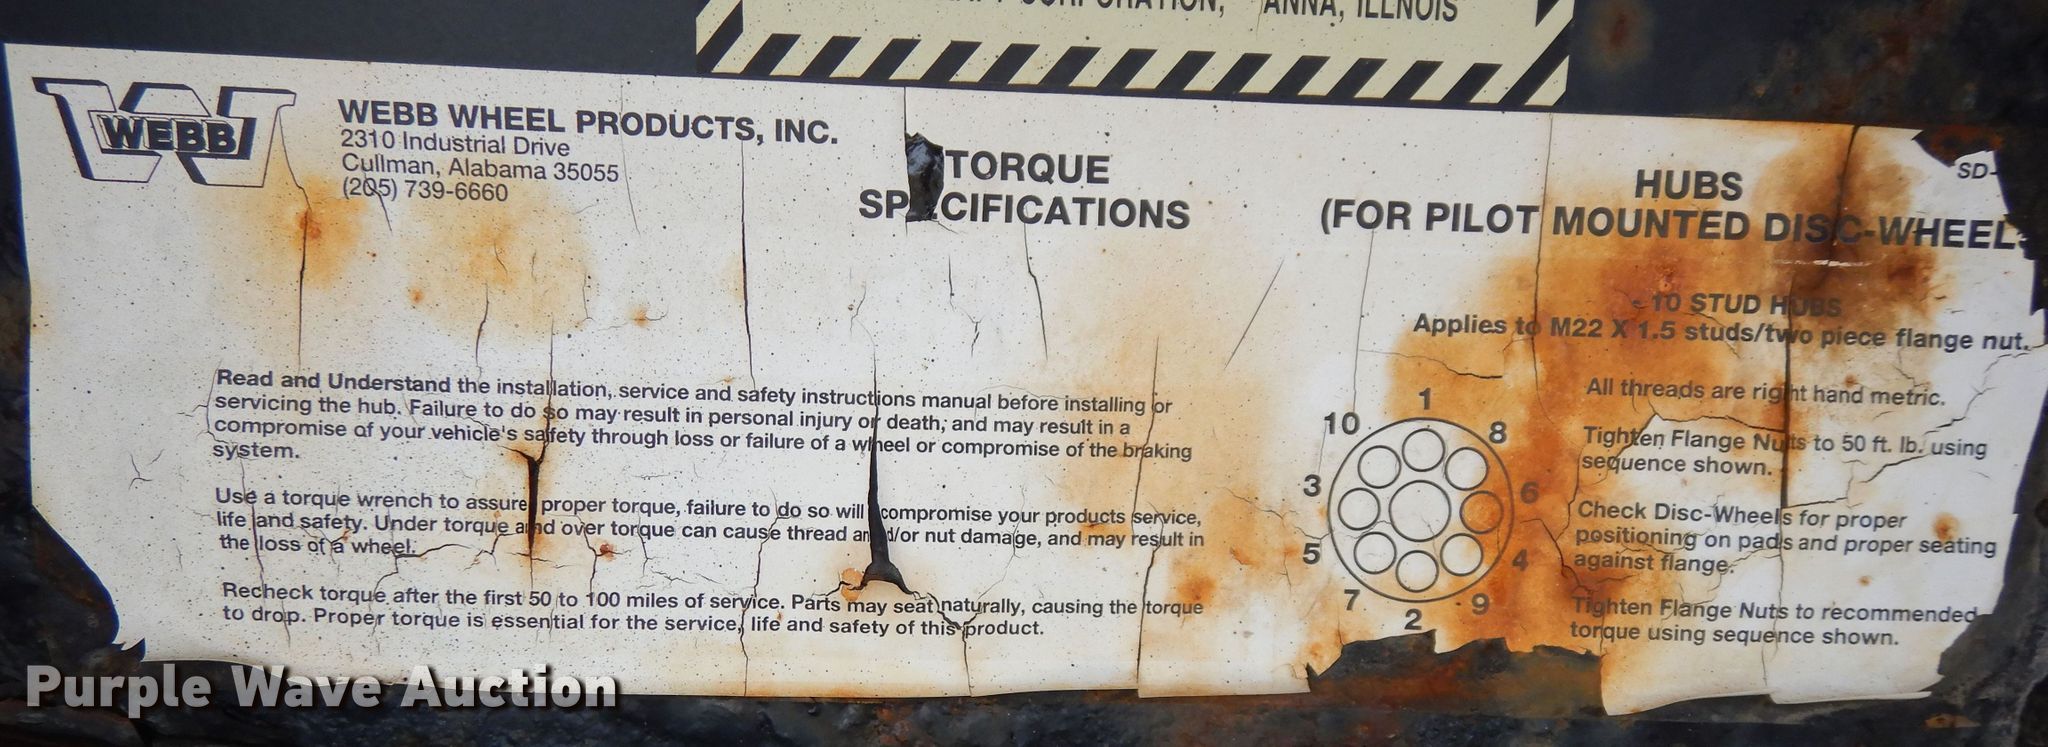 CORPORATION, ANNA, ILLNOIS
WEBB
WEBB WHEEL PRODUCTS, INC.
2310 Industrial Drive
Cullman, Alabama 35055
(205) 739-6660
TORQUE
SPECIFICATIONS
HUBS
(FOR PILOT MOUNTED DISC-WHEELS
SD-
10 STUD HUBS
Applies to M22 X 1.5 studs/two piece flange nut.
Read and Understand the installation, service and safety instructions manual before installing or
servicing the hub. Failure to do so may result in personal injury or death, and may result in a
compromise of your vehicle's safety through loss or failure of a wheel or compromise of the braking
system.
Use a torque wrench to assure proper torque, failure to do so will compromise your products service,
life and safety. Under torque and over torque can cause thread and/or nut damage, and may result in
the loss of a wheel.
Recheck torque after the first 50 to 100 miles of service. Parts may seat naturally, causing the torque
to drop. Proper torque is essential for the service, life and safety of this product.
1
10
8
3
6
5
4
7
9
2
All threads are right hand metric.
Tighten Flange Nuts to 50 ft. lb. using
sequence shown.
Check Disc-Wheels for proper
positioning on pads and proper seating
against flange.
Tighten Flange Nuts to recommended
torque using sequence shown.
Purple Wave Auction